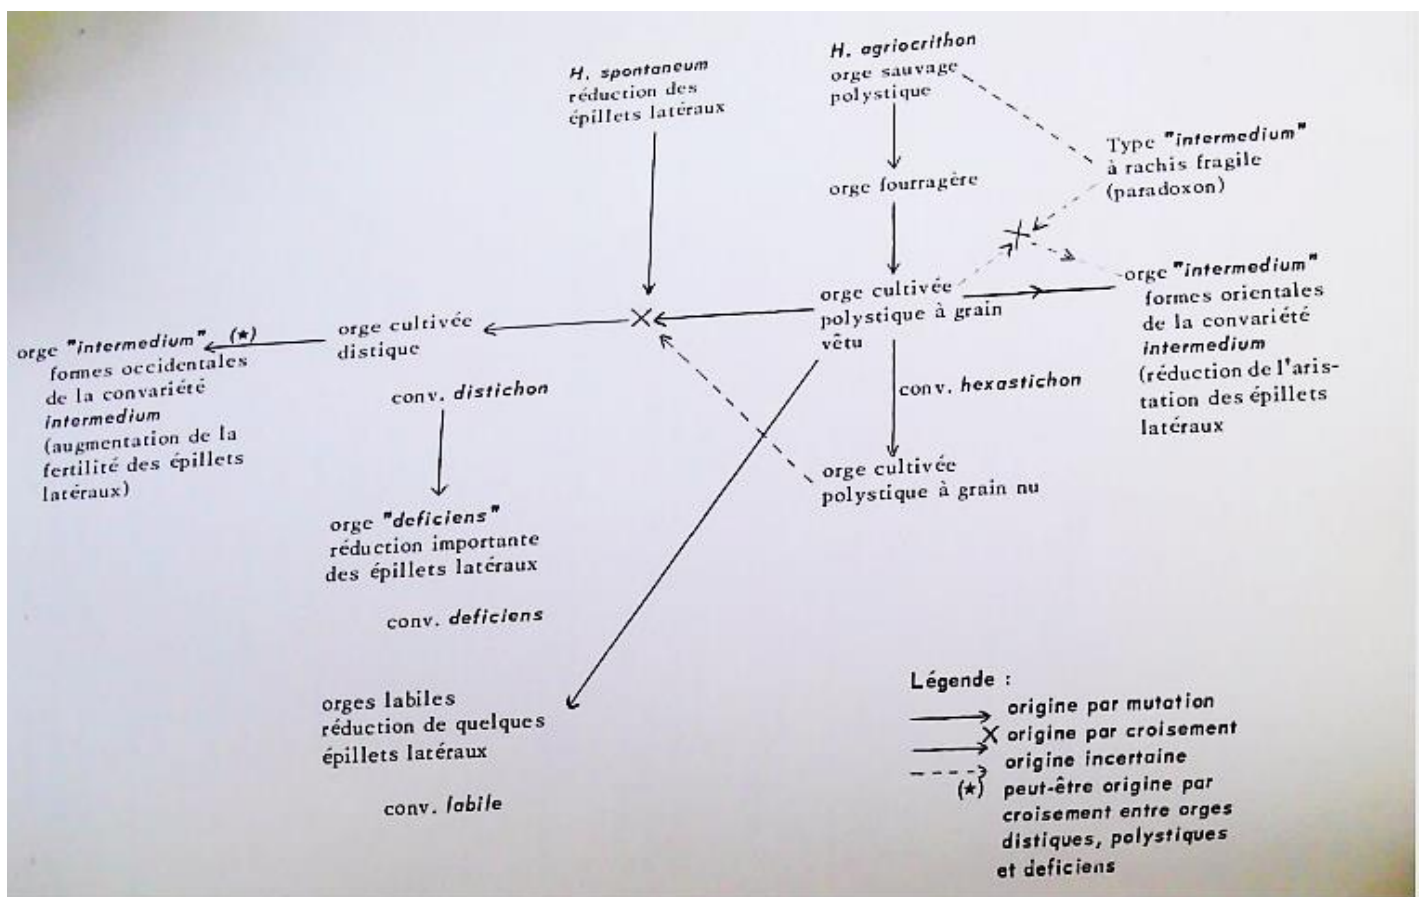 H. spontaneum
réduction des
épillets latéraux
H. agriocrithon
orge sauvage
polystique
Type "intermedium"
à rachis fragile
(paradoxon)
orge fourragère
orge cultivée
polystique à grain
vêtu
orge "intermedium"
formes orientales
de la convariété
intermedium
(réduction de l'aris-
tation des épillets
latéraux
orge cultivée
distique
orge "intermedium" (*)
formes occidentales
de la convariété
intermedium
(augmentation de la
fertilité des épillets
latéraux)
conv. distichon
conv. hexastichon
orge cultivée
polystique à grain nu
orge "deficiens"
réduction importante
des épillets latéraux
conv. deficiens
orges labiles
réduction de quelques
épillets latéraux
conv. labile
Légende :
origine par mutation
X origine par croisement
origine incertaine
(*) peut-être origine par
croisement entre orges
distiques, polystiques
et deficiens